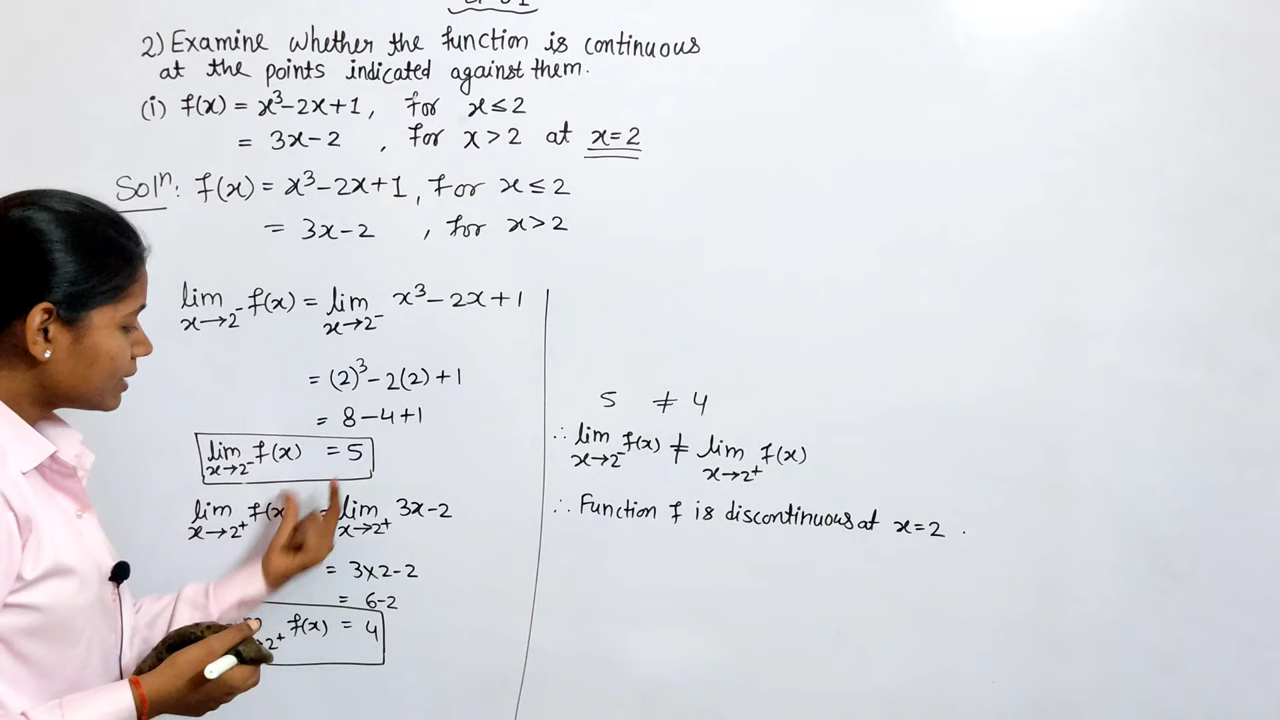 2) Examine whether the function is continuous
at the points indicated against them.
(i) f(x) = x³-2x+1, for x≤2
= 3x-2 , for x>2 at x=2
Solⁿ: f(x) = x³-2x+1, for x≤2
= 3x-2 , for x>2
lim x→2⁻ f(x) = lim x→2⁻ x³-2x+1
= (2)³-2(2)+1
= 8-4+1
lim x→2⁻ f(x) = 5
lim x→2⁺ f(x = lim x→2⁺ 3x-2
= 3x2-2
= 6-2
2⁺ f(x) = 4
5 ≠ 4
∴ lim x→2⁻ f(x) ≠ lim x→2⁺ f(x)
∴ Function f is discontinuous at x=2 .